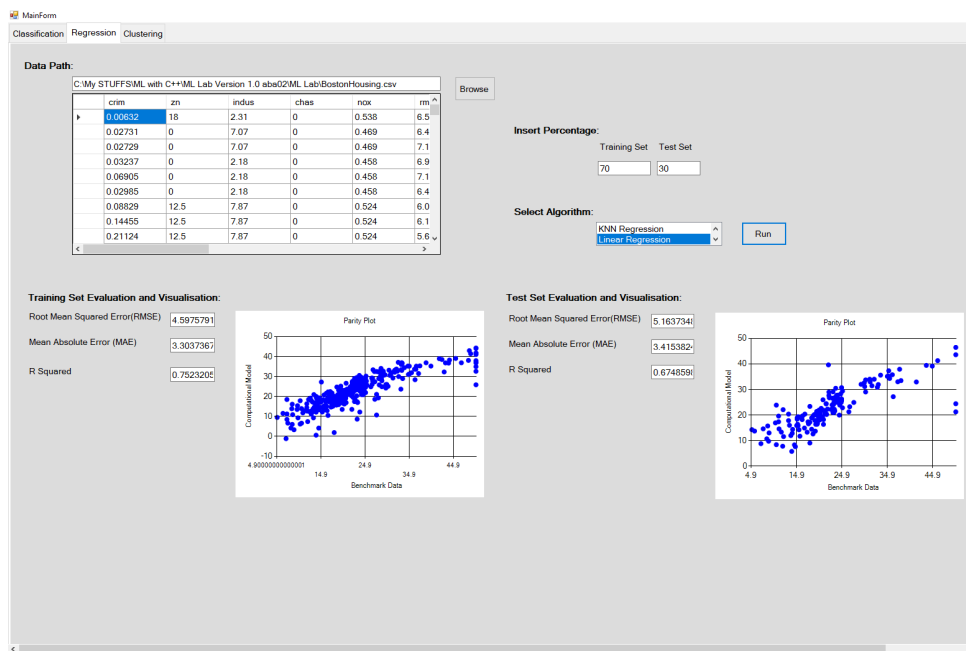 MainForm
Classification Regression Clustering
Data Path:
C:\My STUFFS\ML with C++\ML Lab Version 1.0 aba02\ML Lab\BostonHousing.csv
Browse
crim zn indus chas nox rm
0.00632 18 2.31 0 0.538 6.5
0.02731 0 7.07 0 0.469 6.4
0.02729 0 7.07 0 0.469 7.1
0.03237 0 2.18 0 0.458 6.9
0.06905 0 2.18 0 0.458 7.1
0.02985 0 2.18 0 0.458 6.4
0.08829 12.5 7.87 0 0.524 6.0
0.14455 12.5 7.87 0 0.524 6.1
0.21124 12.5 7.87 0 0.524 5.6
Insert Percentage:
Training Set Test Set
70 30
Select Algorithm:
KNN Regression
Linear Regression
Run
Training Set Evaluation and Visualisation:
Root Mean Squared Error(RMSE) 4.5975791
Mean Absolute Error (MAE) 3.3037367
R Squared 0.7523205
Parity Plot
50
40
30
20
10
0
-10
Computational Model
4.90000000000001 14.9 24.9 34.9 44.9
Benchmark Data
Test Set Evaluation and Visualisation:
Root Mean Squared Error(RMSE) 5.1637348
Mean Absolute Error (MAE) 3.4153824
R Squared 0.6748598
Parity Plot
50
40
30
20
10
0
Computational Model
4.9 14.9 24.9 34.9 44.9
Benchmark Data